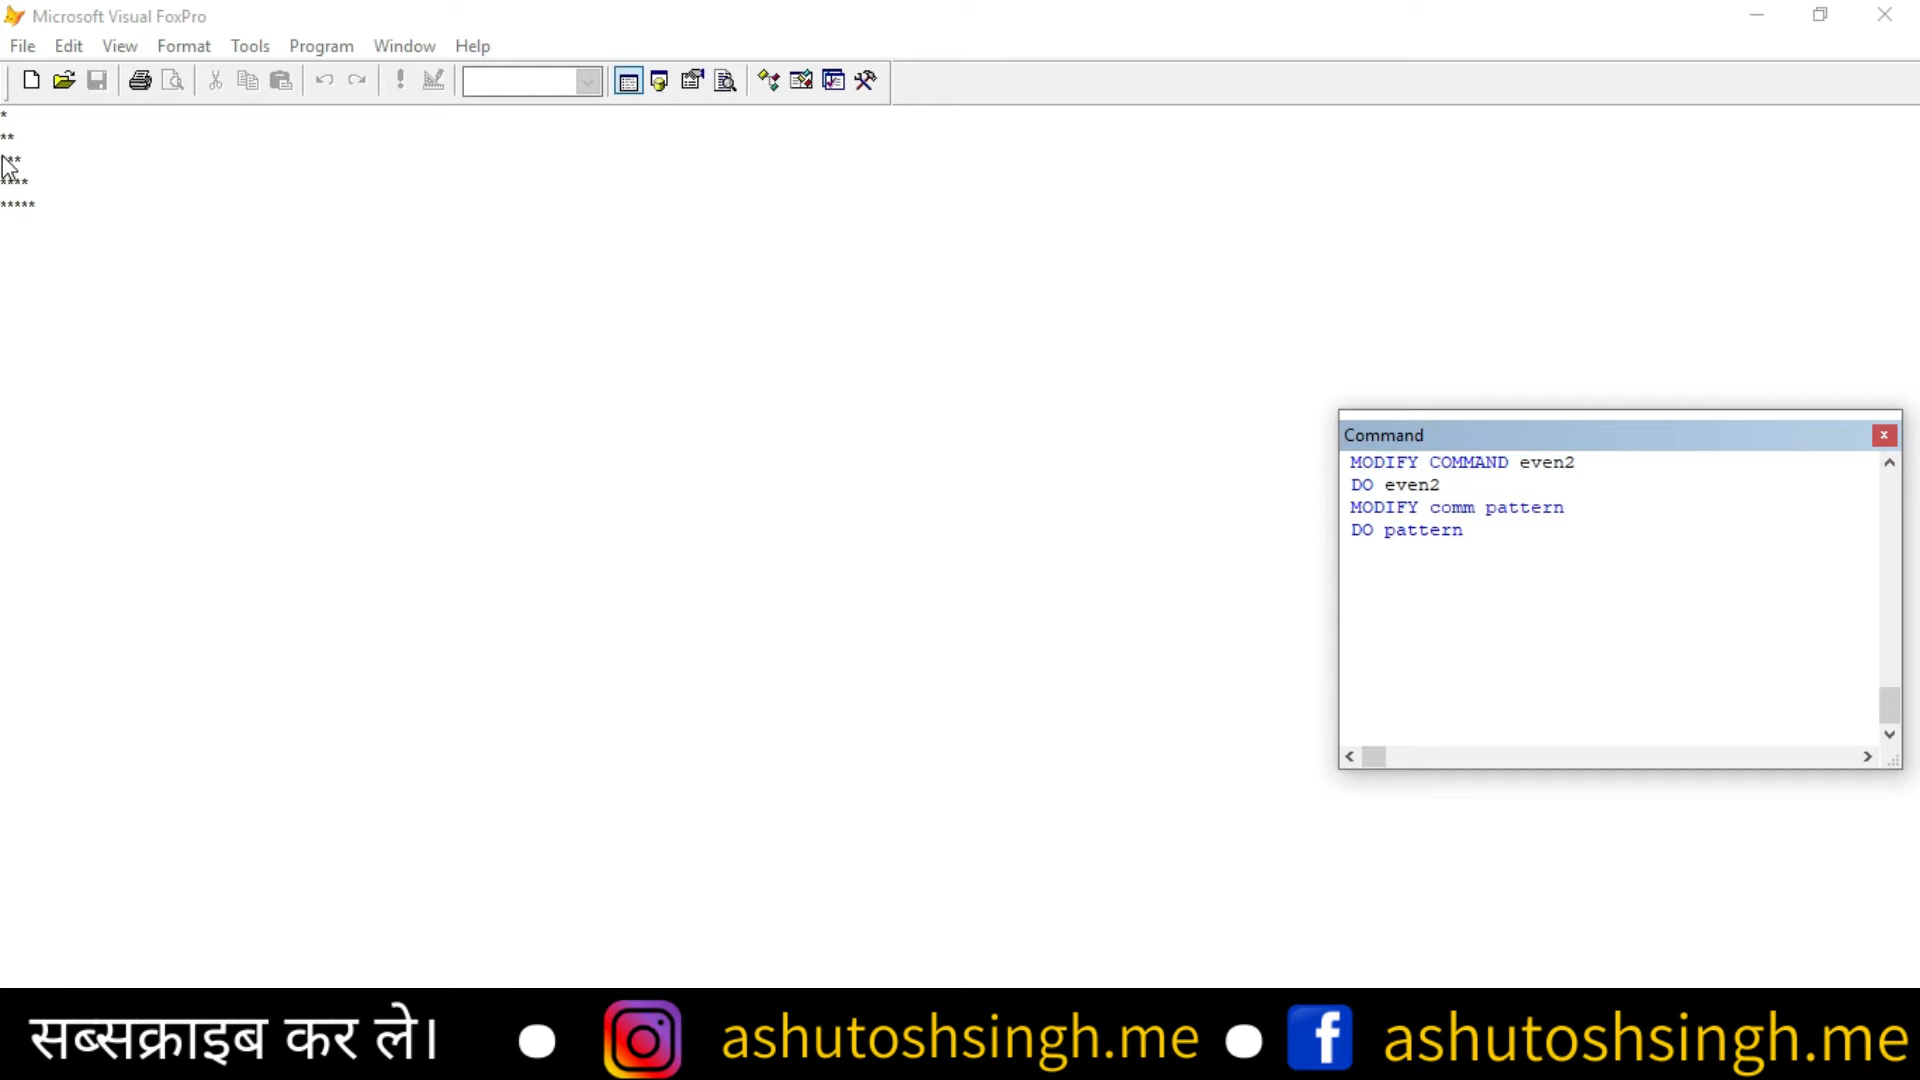 Microsoft Visual FoxPro
File Edit View Format Tools Program Window Help
*
**
***
****
*****
Command
MODIFY COMMAND even2
DO even2
MODIFY comm pattern
DO pattern
सब्सक्राइब कर ले। ashutoshsingh.me ashutoshsingh.me